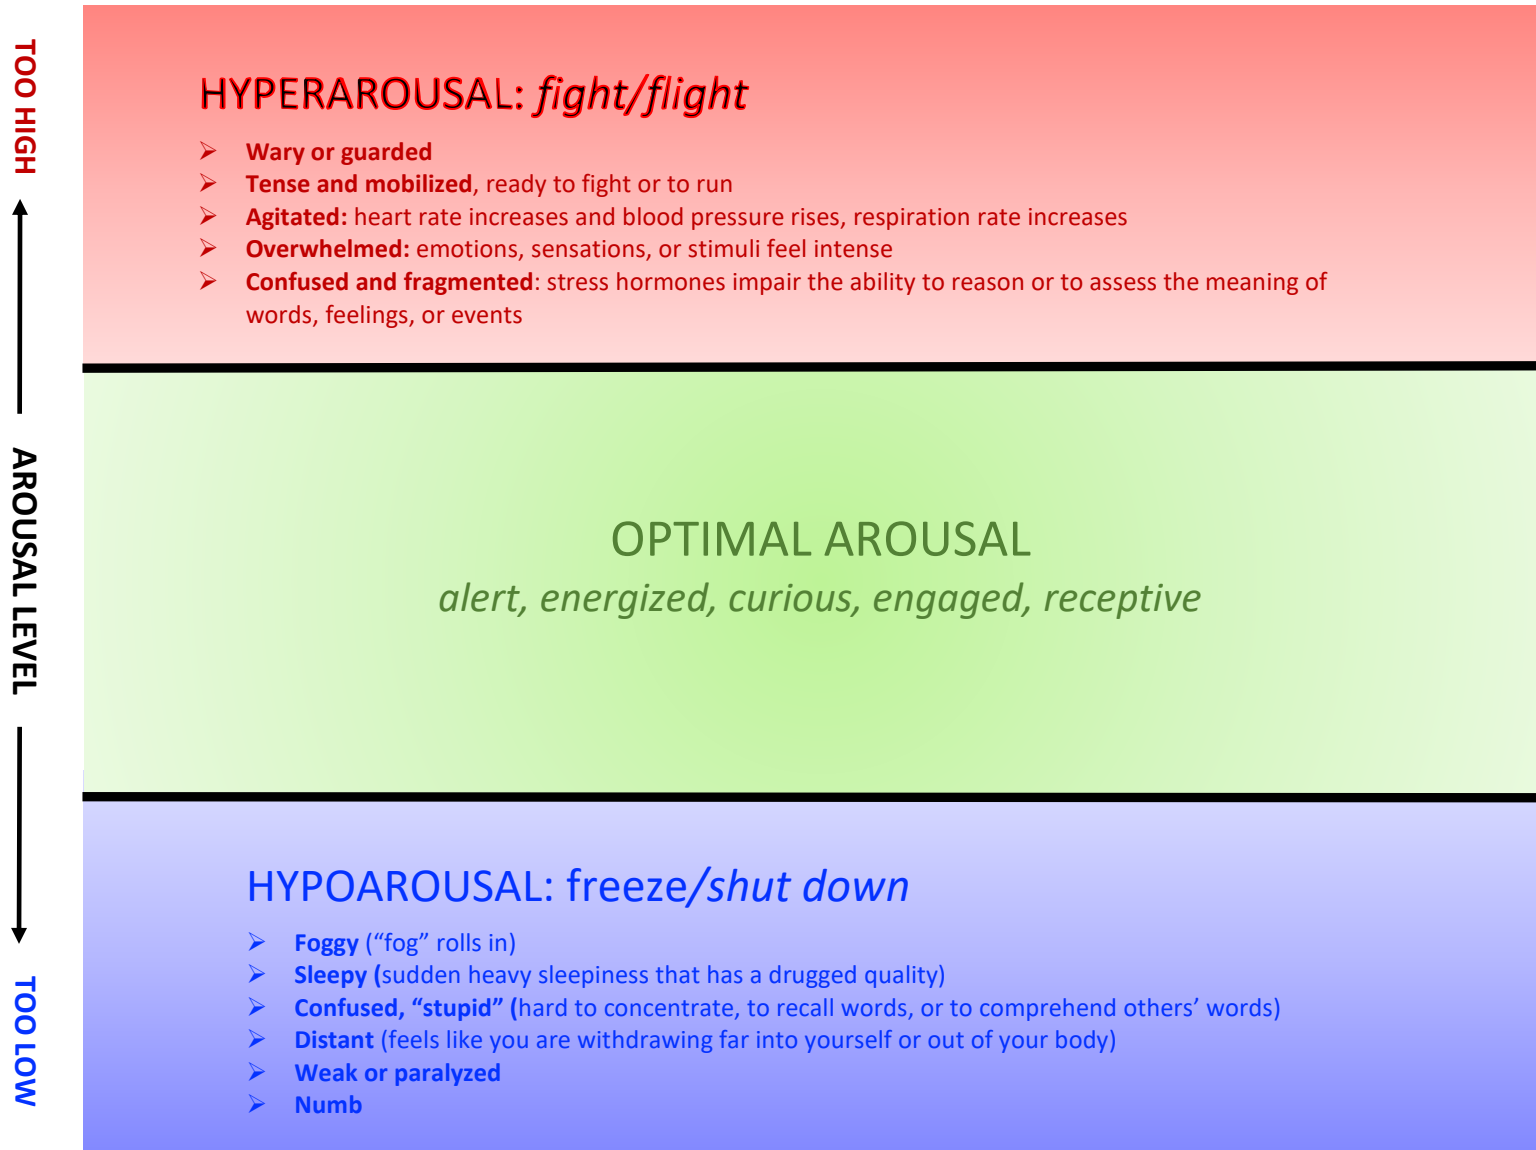 TOO HIGH
AROUSAL LEVEL
TOO LOW
HYPERAROUSAL: fight/flight
➢ Wary or guarded
➢ Tense and mobilized, ready to fight or to run
➢ Agitated: heart rate increases and blood pressure rises, respiration rate increases
➢ Overwhelmed: emotions, sensations, or stimuli feel intense
➢ Confused and fragmented: stress hormones impair the ability to reason or to assess the meaning of
words, feelings, or events
OPTIMAL AROUSAL
alert, energized, curious, engaged, receptive
HYPOAROUSAL: freeze/shut down
➢ Foggy (“fog” rolls in)
➢ Sleepy (sudden heavy sleepiness that has a drugged quality)
➢ Confused, “stupid” (hard to concentrate, to recall words, or to comprehend others’ words)
➢ Distant (feels like you are withdrawing far into yourself or out of your body)
➢ Weak or paralyzed
➢ Numb